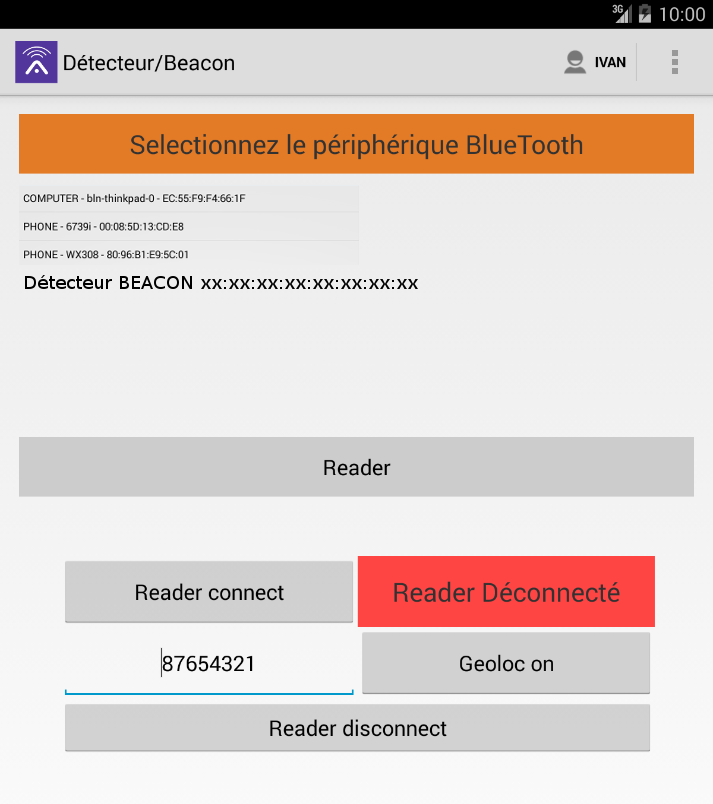 3G 10:00
Détecteur/Beacon IVAN
Selectionnez le périphérique BlueTooth
COMPUTER - bln-thinkpad-0 - EC:55:F9:F4:66:1F
PHONE - 6739i - 00:08:5D:13:CD:E8
PHONE - WX308 - 80:96:B1:E9:5C:01
Détecteur BEACON xx:xx:xx:xx:xx:xx:xx:xx
Reader
Reader connect Reader Déconnecté
87654321 Geoloc on
Reader disconnect